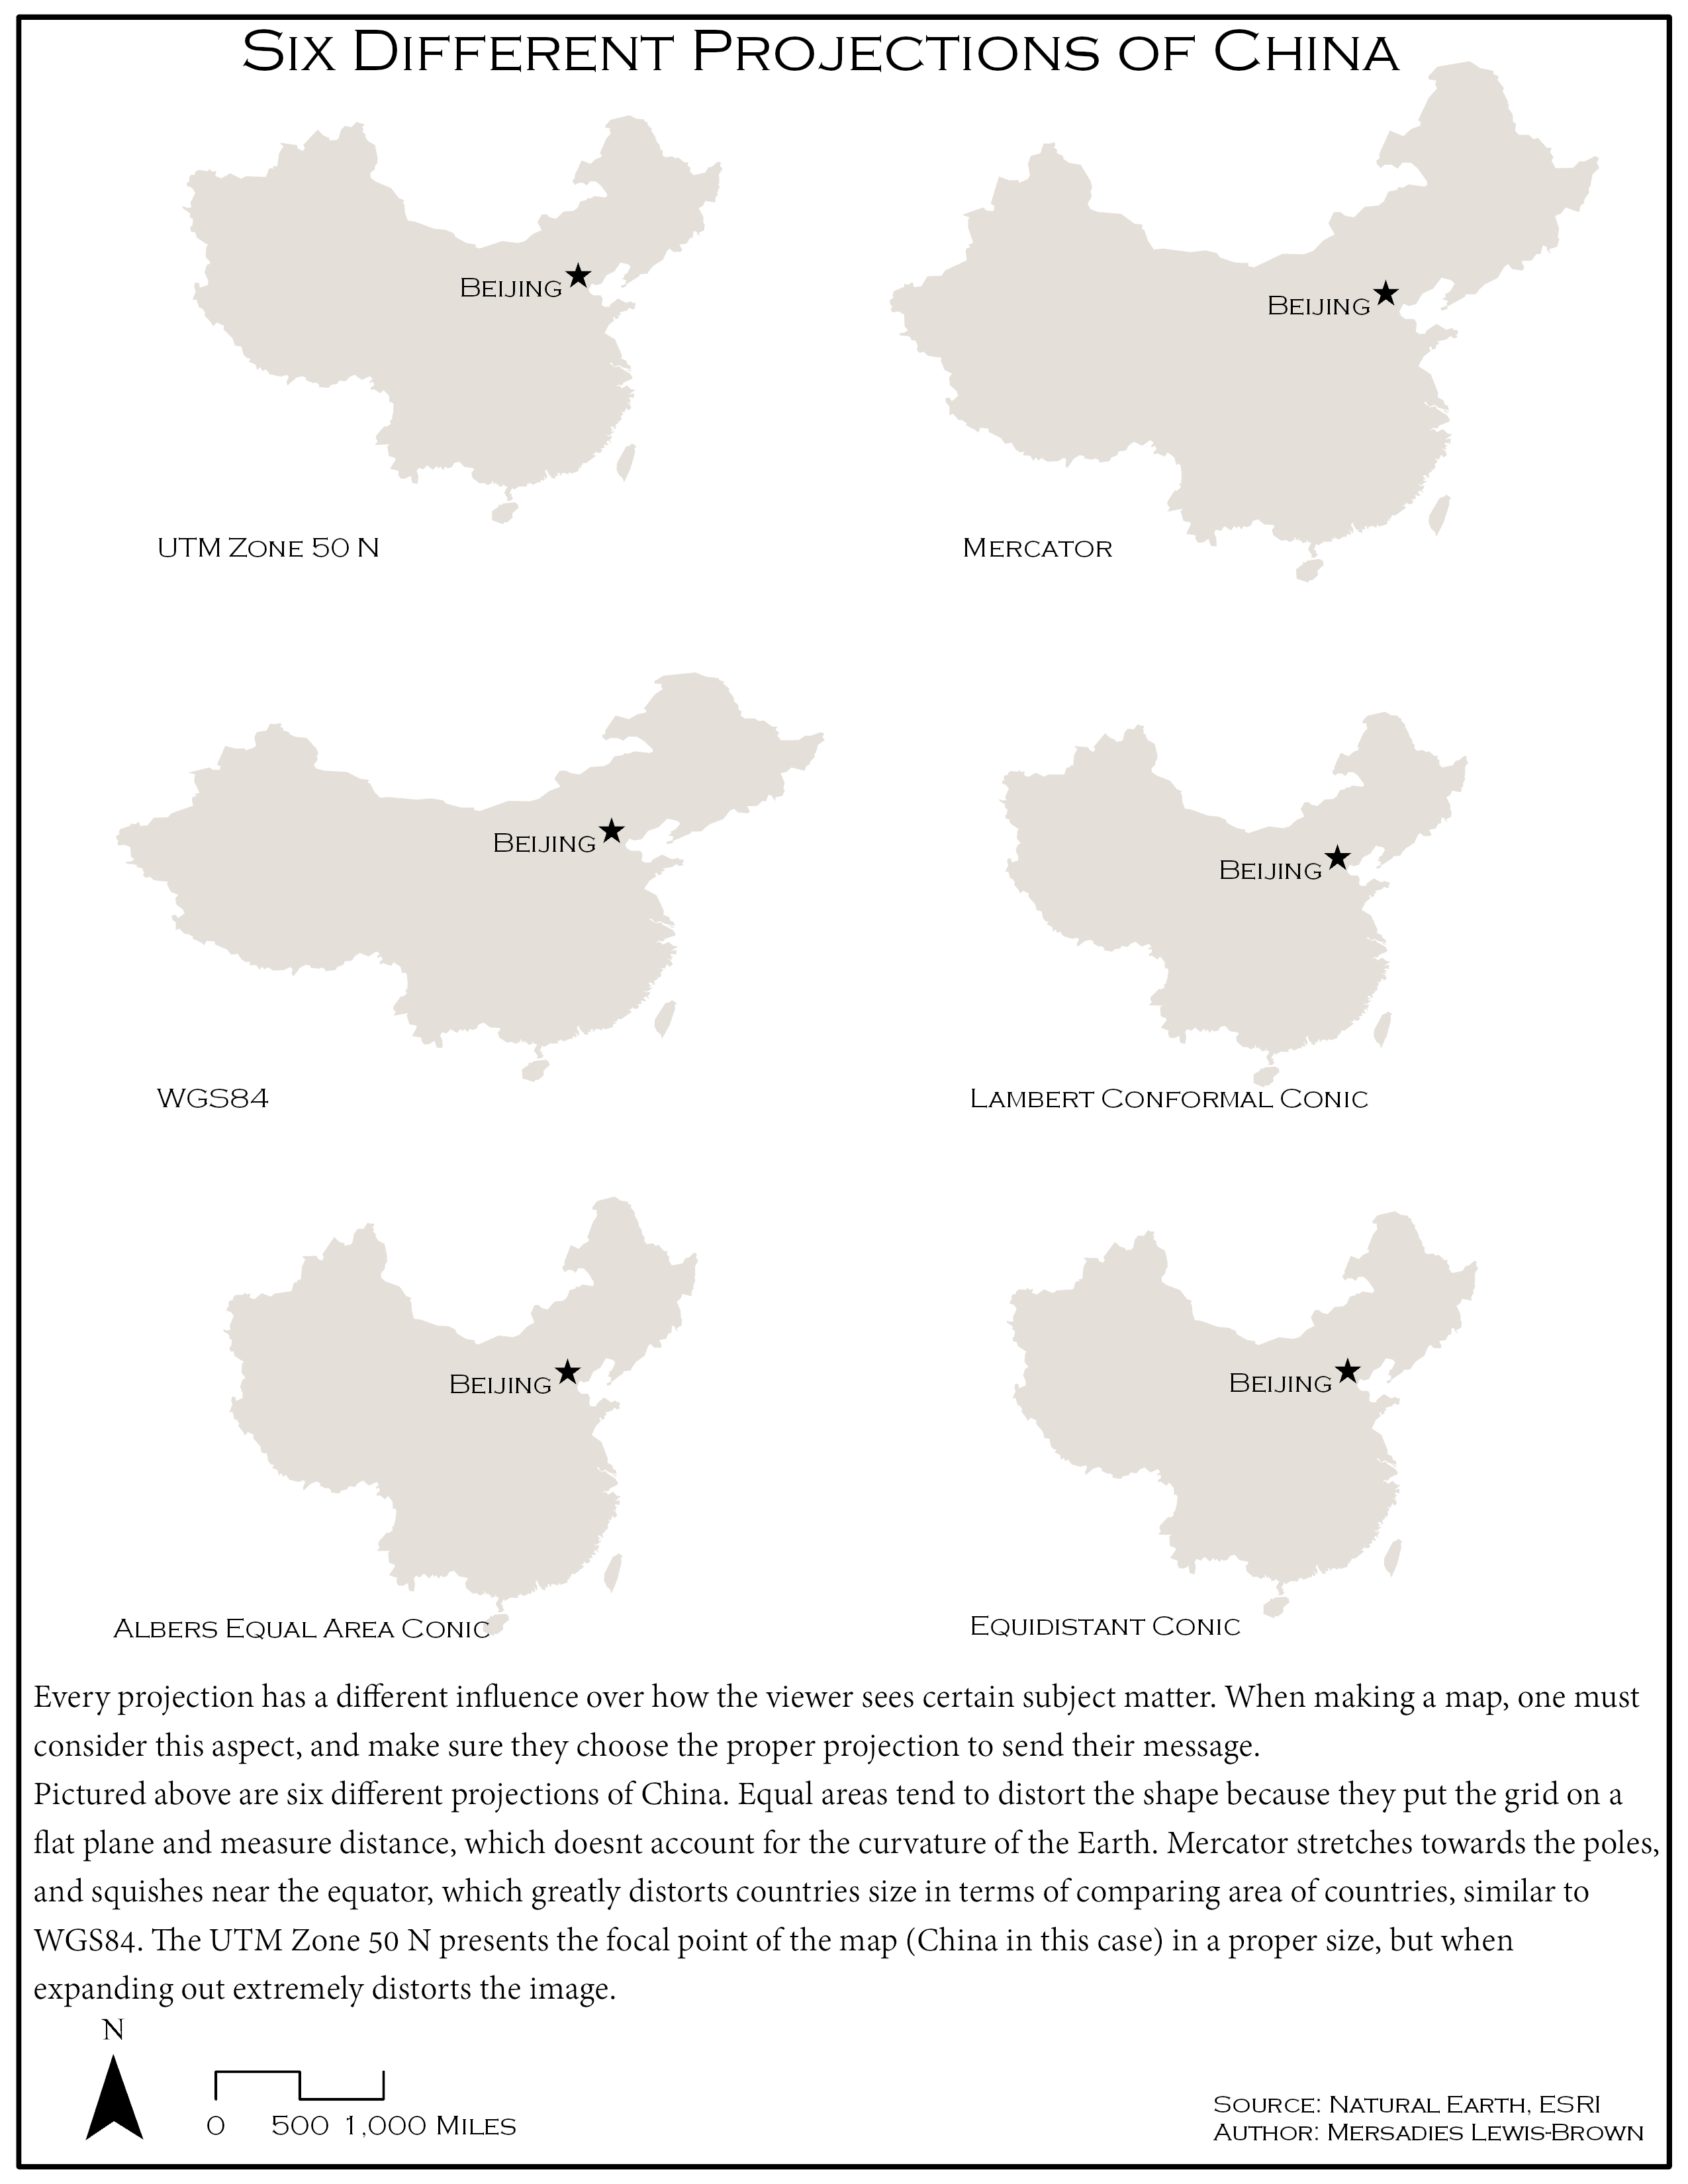 Six Different Projections of China
Beijing
Beijing
UTM Zone 50 N
Mercator
Beijing
Beijing
WGS84
Lambert Conformal Conic
Beijing
Beijing
Albers Equal Area Conic
Equidistant Conic
Every projection has a different influence over how the viewer sees certain subject matter. When making a map, one must
consider this aspect, and make sure they choose the proper projection to send their message.
Pictured above are six different projections of China. Equal areas tend to distort the shape because they put the grid on a
flat plane and measure distance, which doesnt account for the curvature of the Earth. Mercator stretches towards the poles,
and squishes near the equator, which greatly distorts countries size in terms of comparing area of countries, similar to
WGS84. The UTM Zone 50 N presents the focal point of the map (China in this case) in a proper size, but when
expanding out extremely distorts the image.
N
0 500 1,000 Miles
Source: Natural Earth, ESRI
Author: Mersadies Lewis-Brown